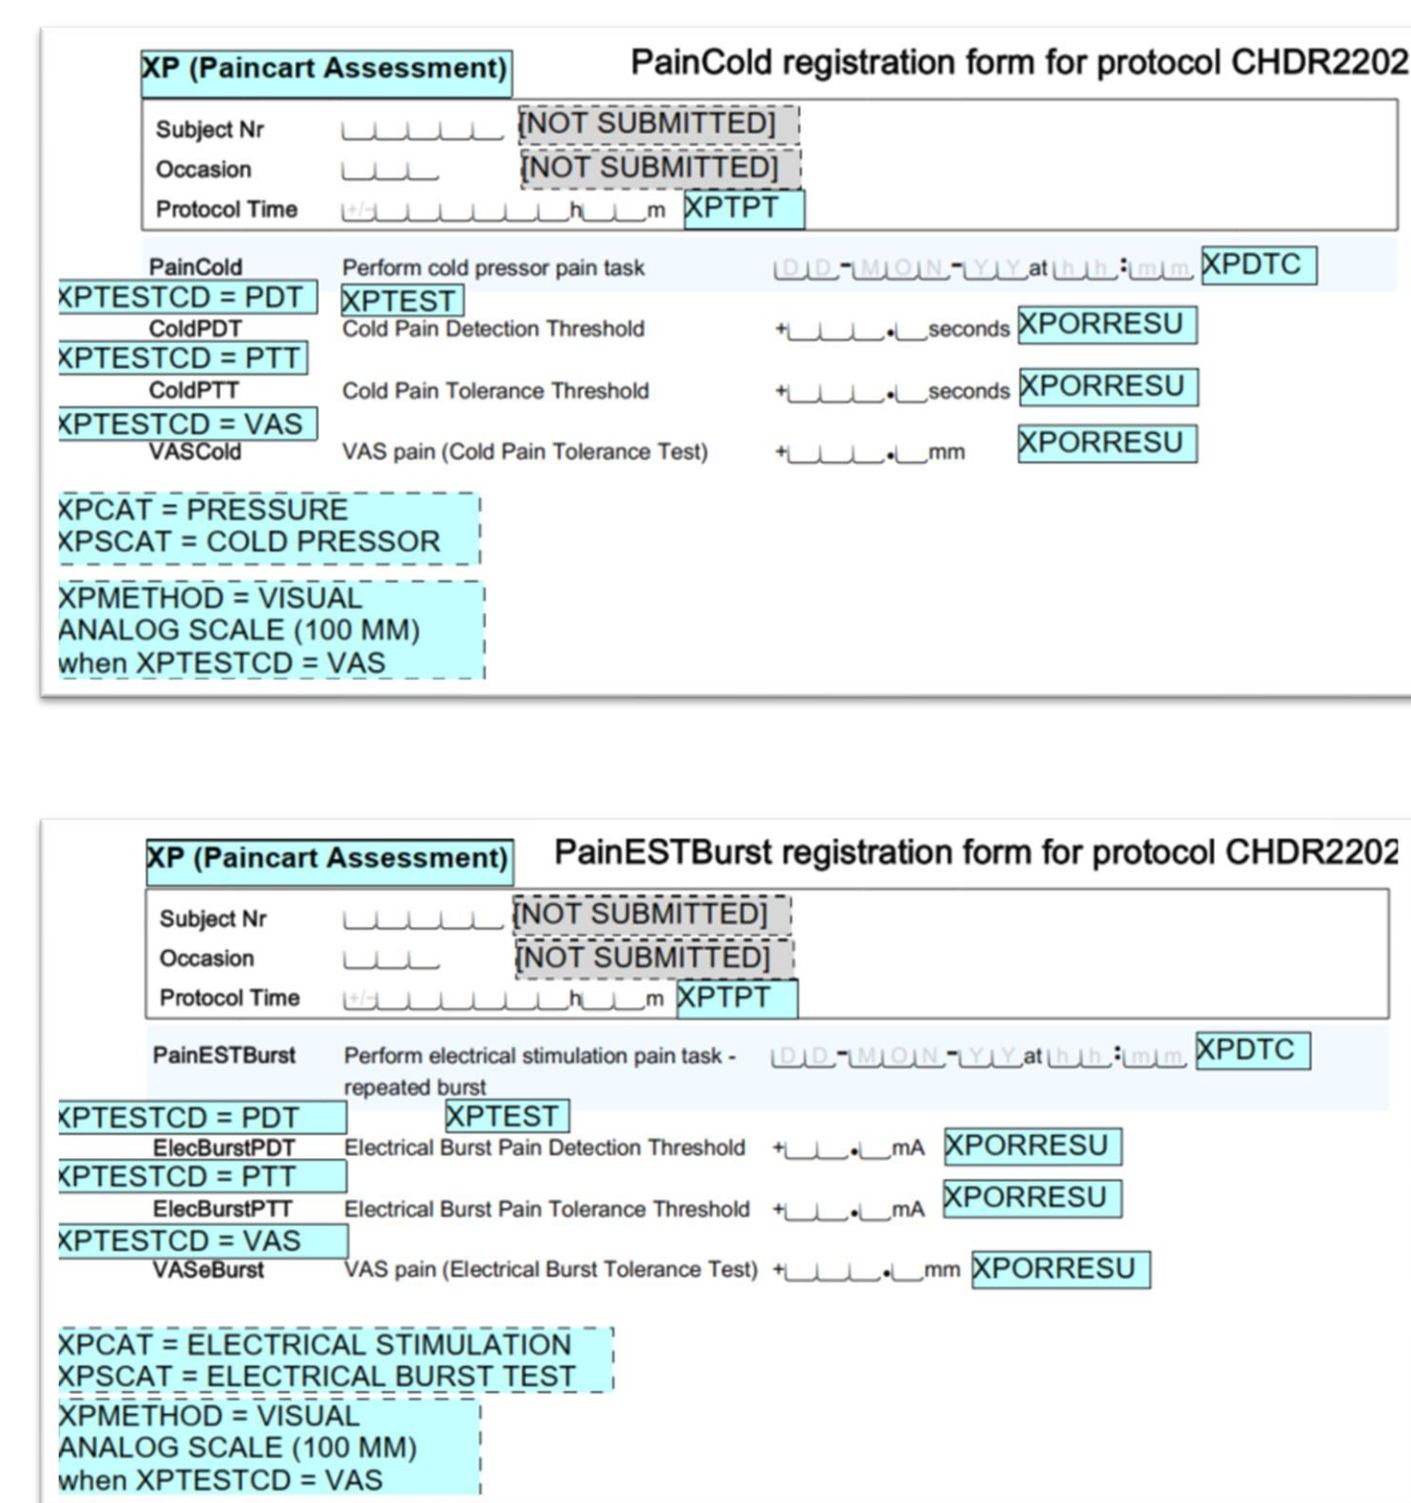 XP (Paincart Assessment) PainCold registration form for protocol CHDR2202
Subject Nr [NOT SUBMITTED]
Occasion [NOT SUBMITTED]
Protocol Time +/- h m XPTPT
PainCold Perform cold pressor pain task D D - M O N - Y Y at h h : m m XPDTC
XPTESTCD = PDT XPTEST
ColdPDT Cold Pain Detection Threshold + . seconds XPORRESU
XPTESTCD = PTT
ColdPTT Cold Pain Tolerance Threshold + . seconds XPORRESU
XPTESTCD = VAS
VASCold VAS pain (Cold Pain Tolerance Test) + . mm XPORRESU
XPCAT = PRESSURE
XPSCAT = COLD PRESSOR
XPMETHOD = VISUAL
ANALOG SCALE (100 MM)
when XPTESTCD = VAS
XP (Paincart Assessment) PainESTBurst registration form for protocol CHDR2202
Subject Nr [NOT SUBMITTED]
Occasion [NOT SUBMITTED]
Protocol Time +/- h m XPTPT
PainESTBurst Perform electrical stimulation pain task - D D - M O N - Y Y at h h : m m XPDTC
repeated burst
XPTESTCD = PDT XPTEST
ElecBurstPDT Electrical Burst Pain Detection Threshold + . mA XPORRESU
XPTESTCD = PTT
ElecBurstPTT Electrical Burst Pain Tolerance Threshold + . mA XPORRESU
XPTESTCD = VAS
VASeBurst VAS pain (Electrical Burst Tolerance Test) + . mm XPORRESU
XPCAT = ELECTRICAL STIMULATION
XPSCAT = ELECTRICAL BURST TEST
XPMETHOD = VISUAL
ANALOG SCALE (100 MM)
when XPTESTCD = VAS